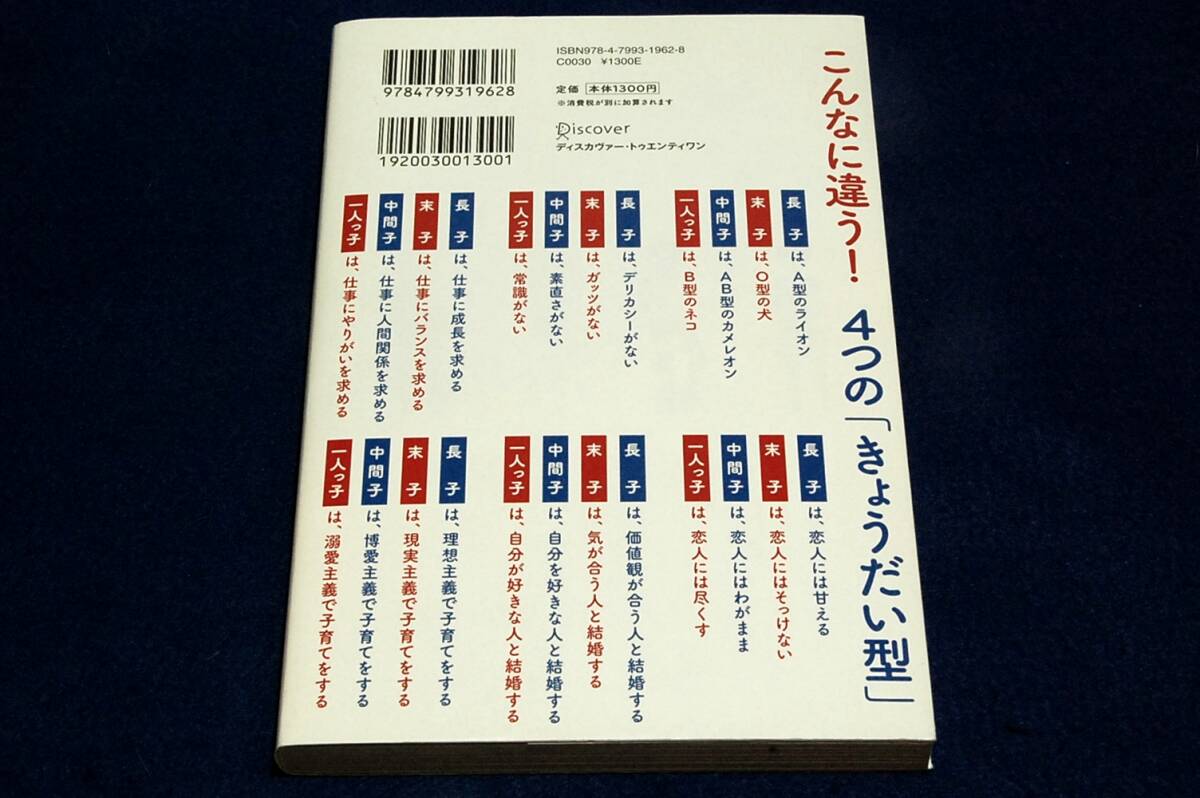 こんなに違う! 4つの「きょうだい型」
長子は、A型のライオン
末子は、O型の犬
中間子は、AB型のカメレオン
一人っ子は、B型のネコ
長子は、デリカシーがない
末子は、ガッツがない
中間子は、素直さがない
一人っ子は、常識がない
長子は、仕事に成長を求める
末子は、仕事にバランスを求める
中間子は、仕事に人間関係を求める
一人っ子は、仕事にやりがいを求める
長子は、恋人には甘える
末子は、恋人にはそっけない
中間子は、恋人にはわがまま
一人っ子は、恋人には尽くす
長子は、価値観が合う人と結婚する
末子は、気が合う人と結婚する
中間子は、自分を好きな人と結婚する
一人っ子は、自分が好きな人と結婚する
長子は、理想主義で子育てをする
末子は、現実主義で子育てをする
中間子は、博愛主義で子育てをする
一人っ子は、溺愛主義で子育てをする
ISBN978-4-7993-1962-8
C0030 ¥1300E
定価 本体1300円
※消費税が別に加算されます
Discover
ディスカヴァー・トゥエンティワン
9784799319628
1920030013001